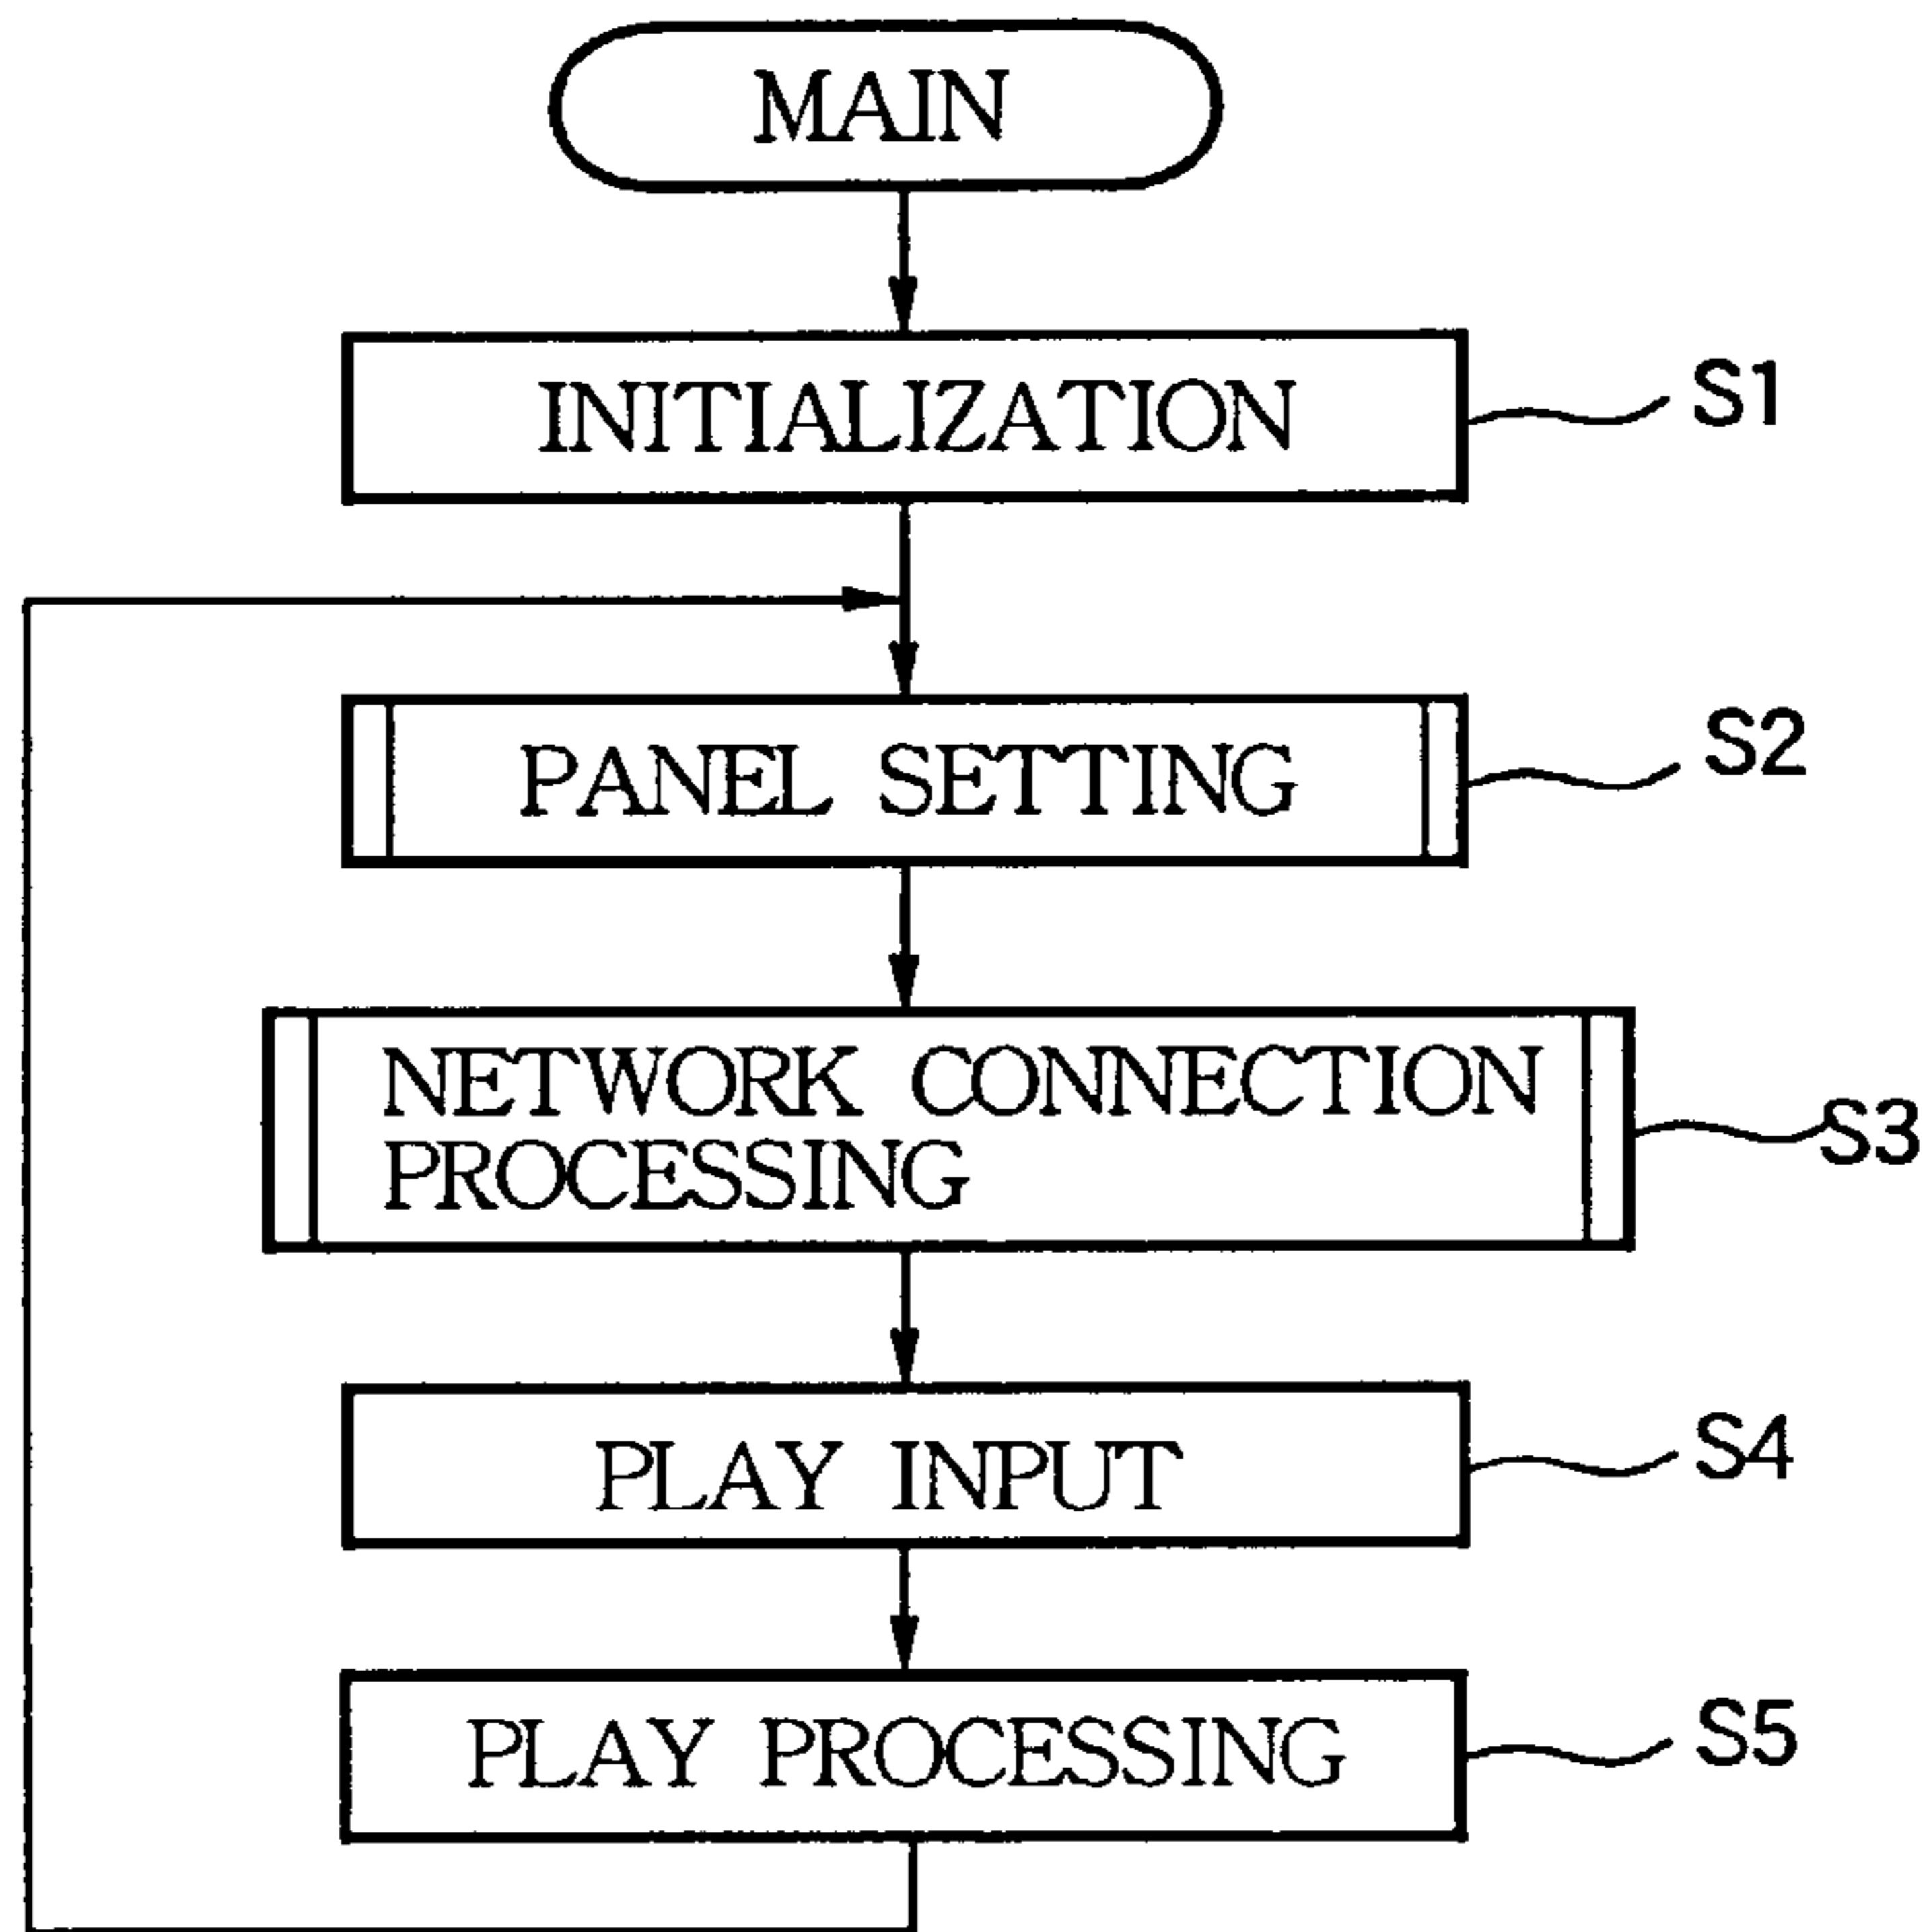 MAIN
INITIALIZATION
S1
PANEL SETTING
S2
NETWORK CONNECTION
PROCESSING
S3
PLAY INPUT
S4
PLAY PROCESSING
S5